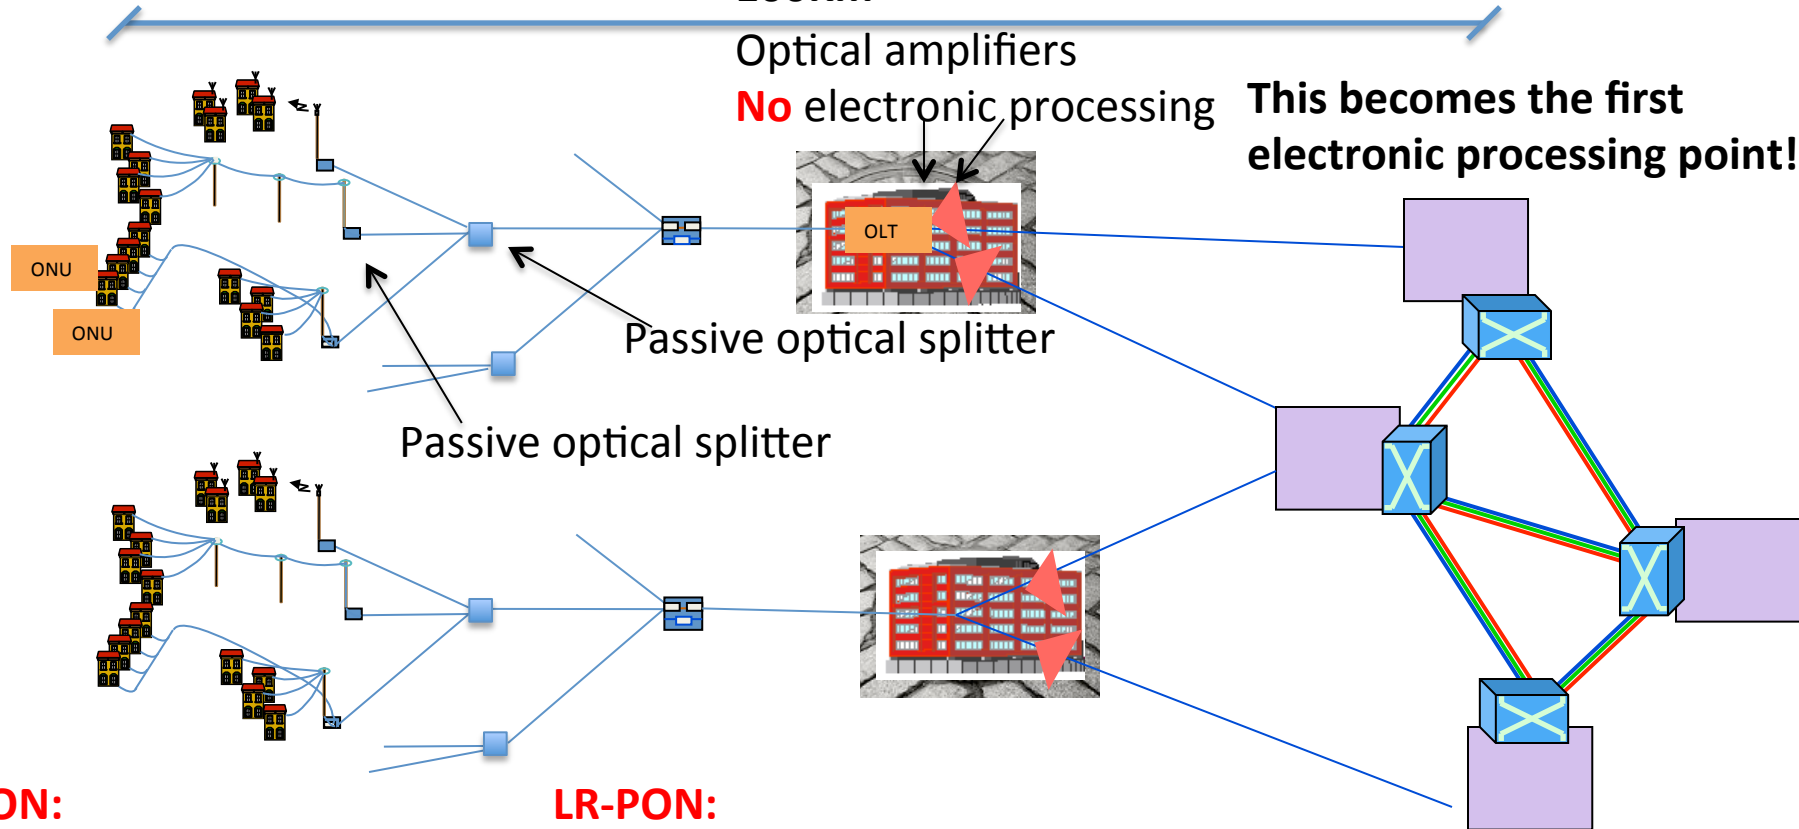 Optical amplifiers
No electronic processing
This becomes the first
electronic processing point!
OLT
ONU
ONU
Passive optical splitter
Passive optical splitter
ON:
LR-PON: